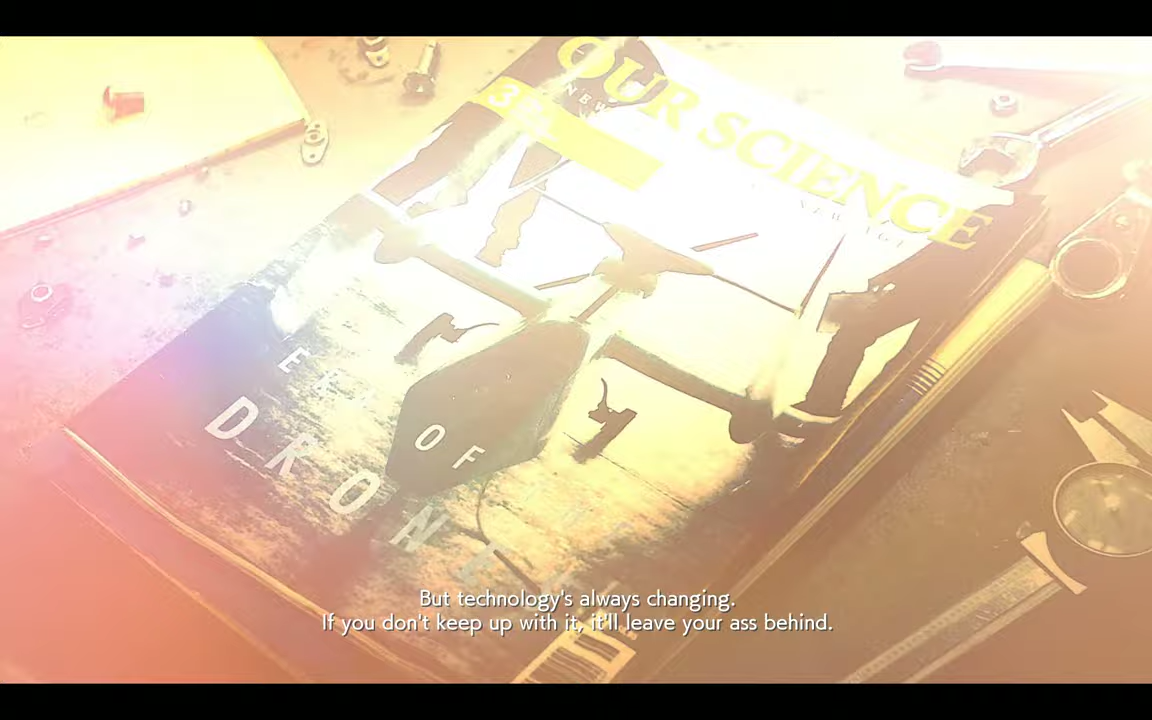 OUR SCIENCE
OF
DRONE
But technology's always changing.
If you don't keep up with it, it'll leave your ass behind.